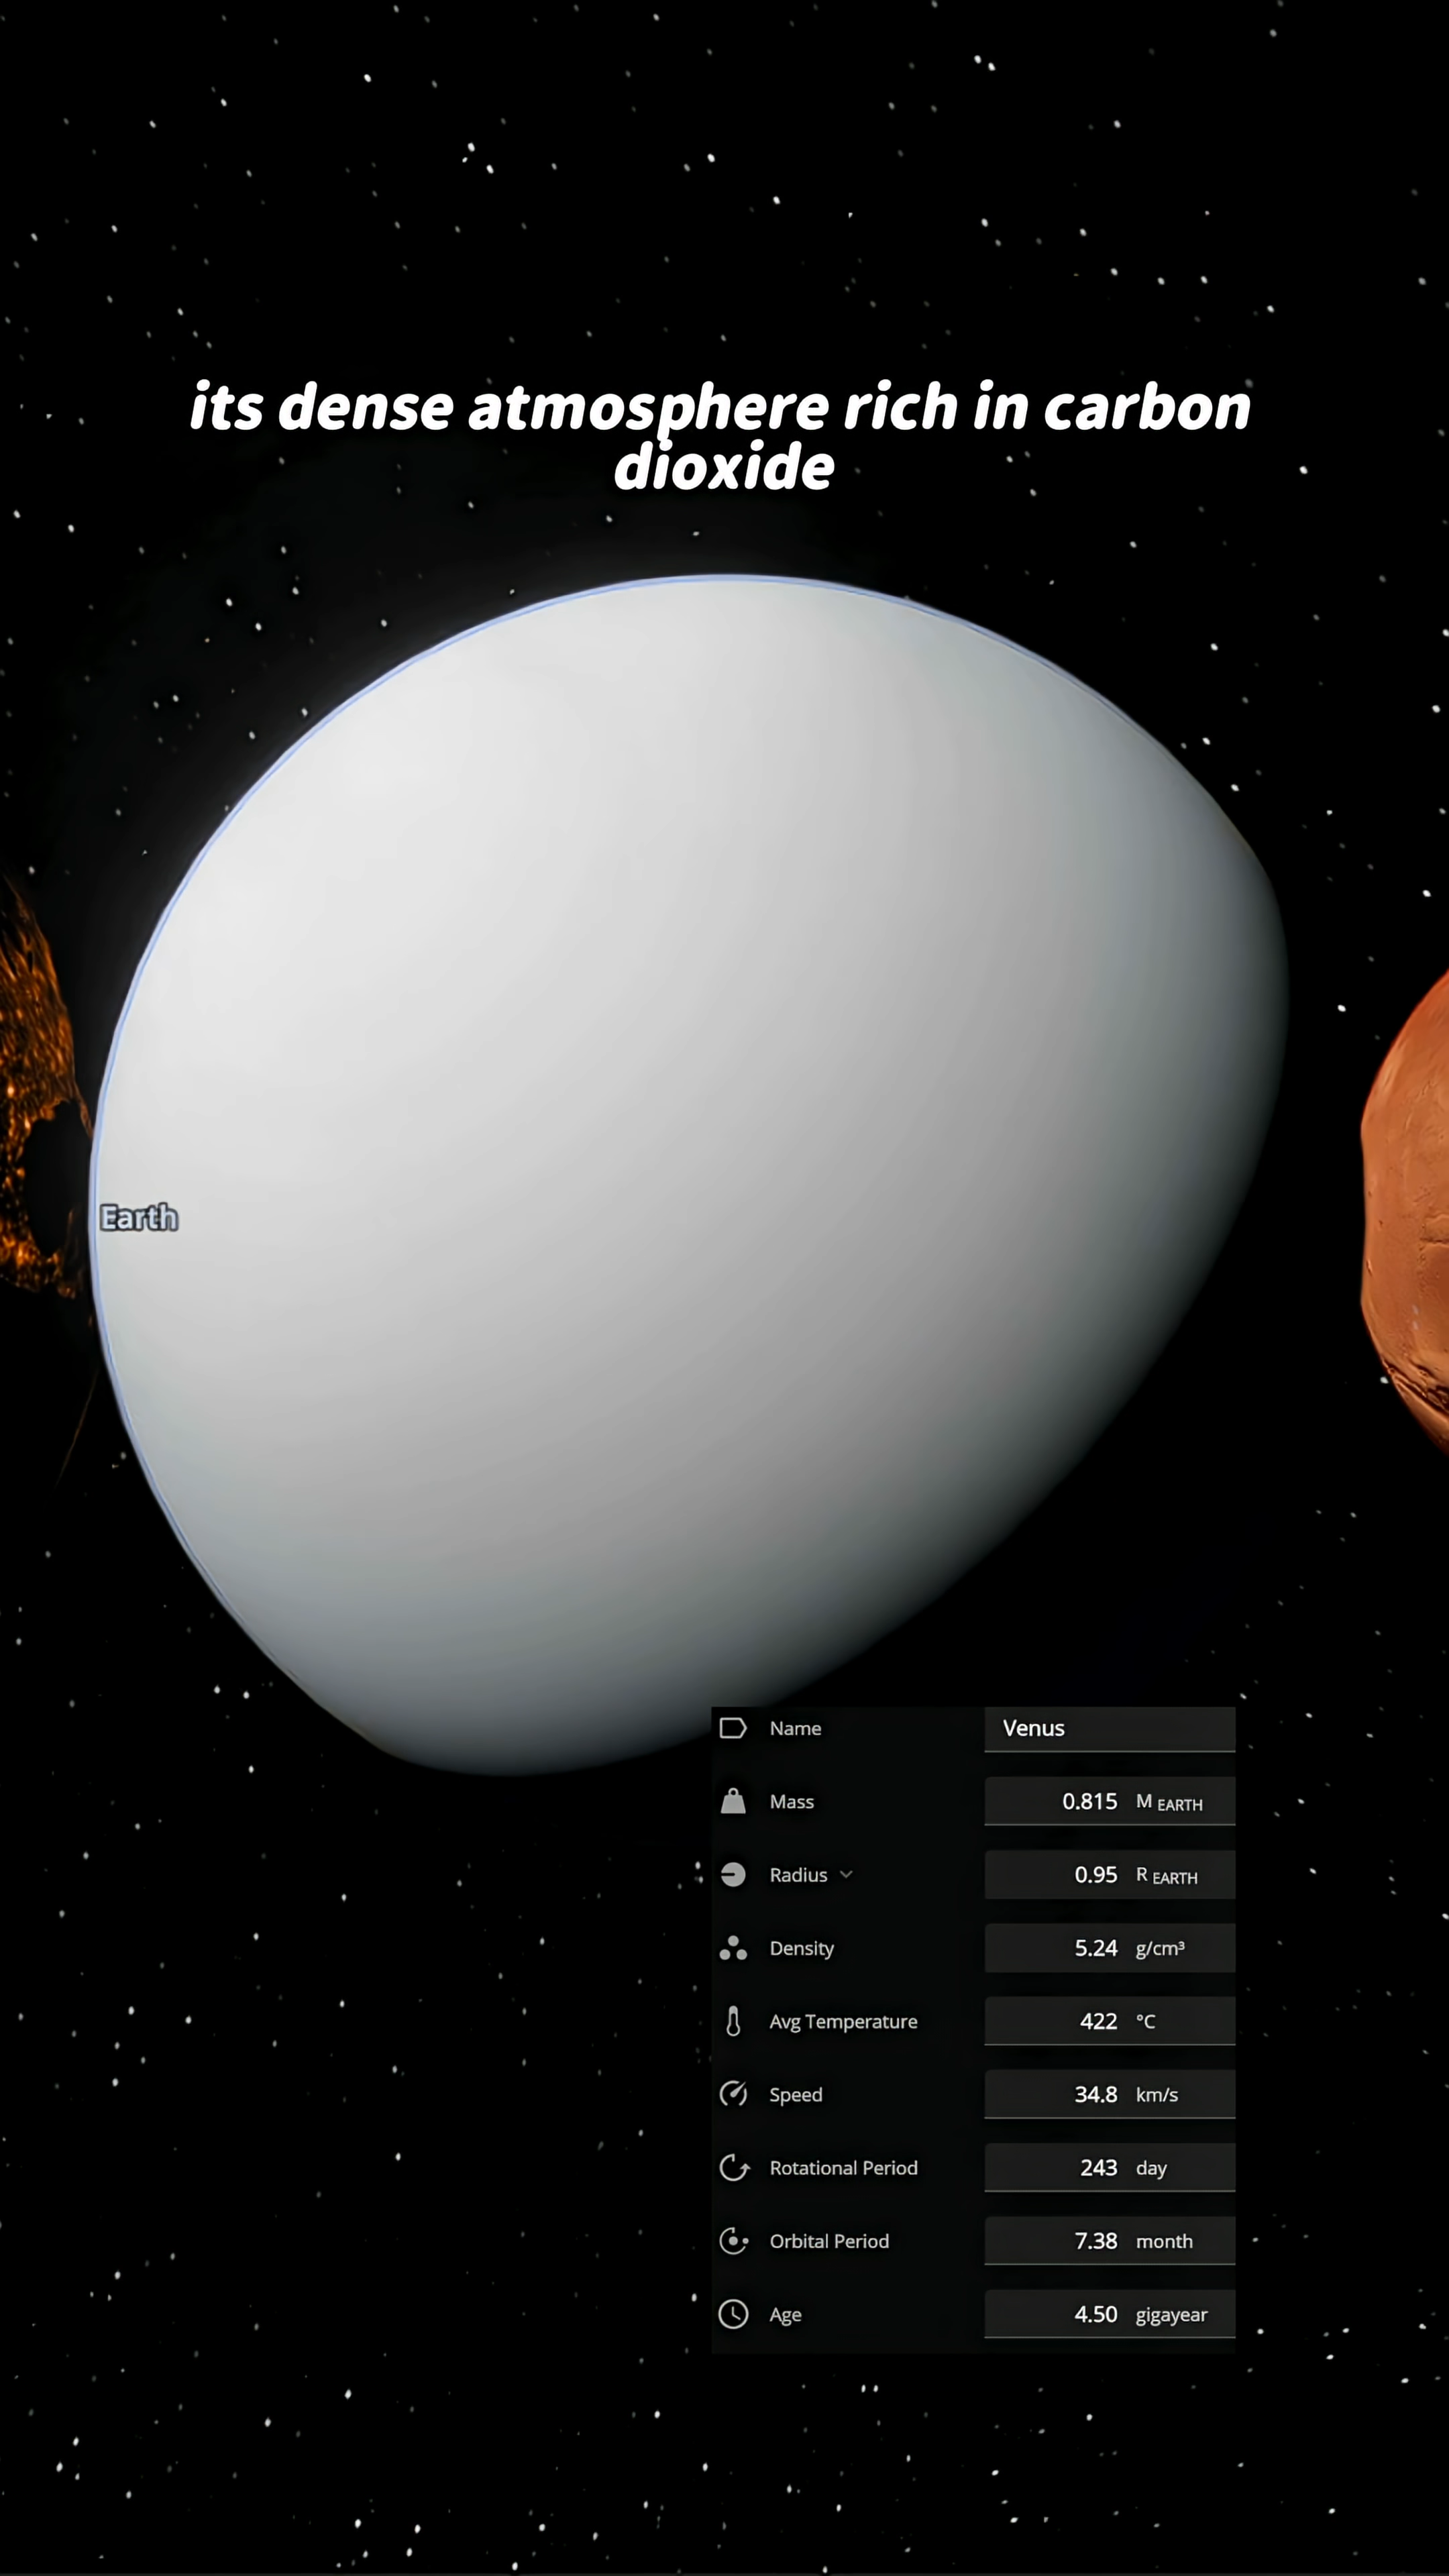 its dense atmosphere rich in carbon
dioxide
Earth
Name Venus
Mass 0.815 M EARTH
Radius 0.95 R EARTH
Density 5.24 g/cm³
Avg Temperature 422 °C
Speed 34.8 km/s
Rotational Period 243 day
Orbital Period 7.38 month
Age 4.50 gigayear